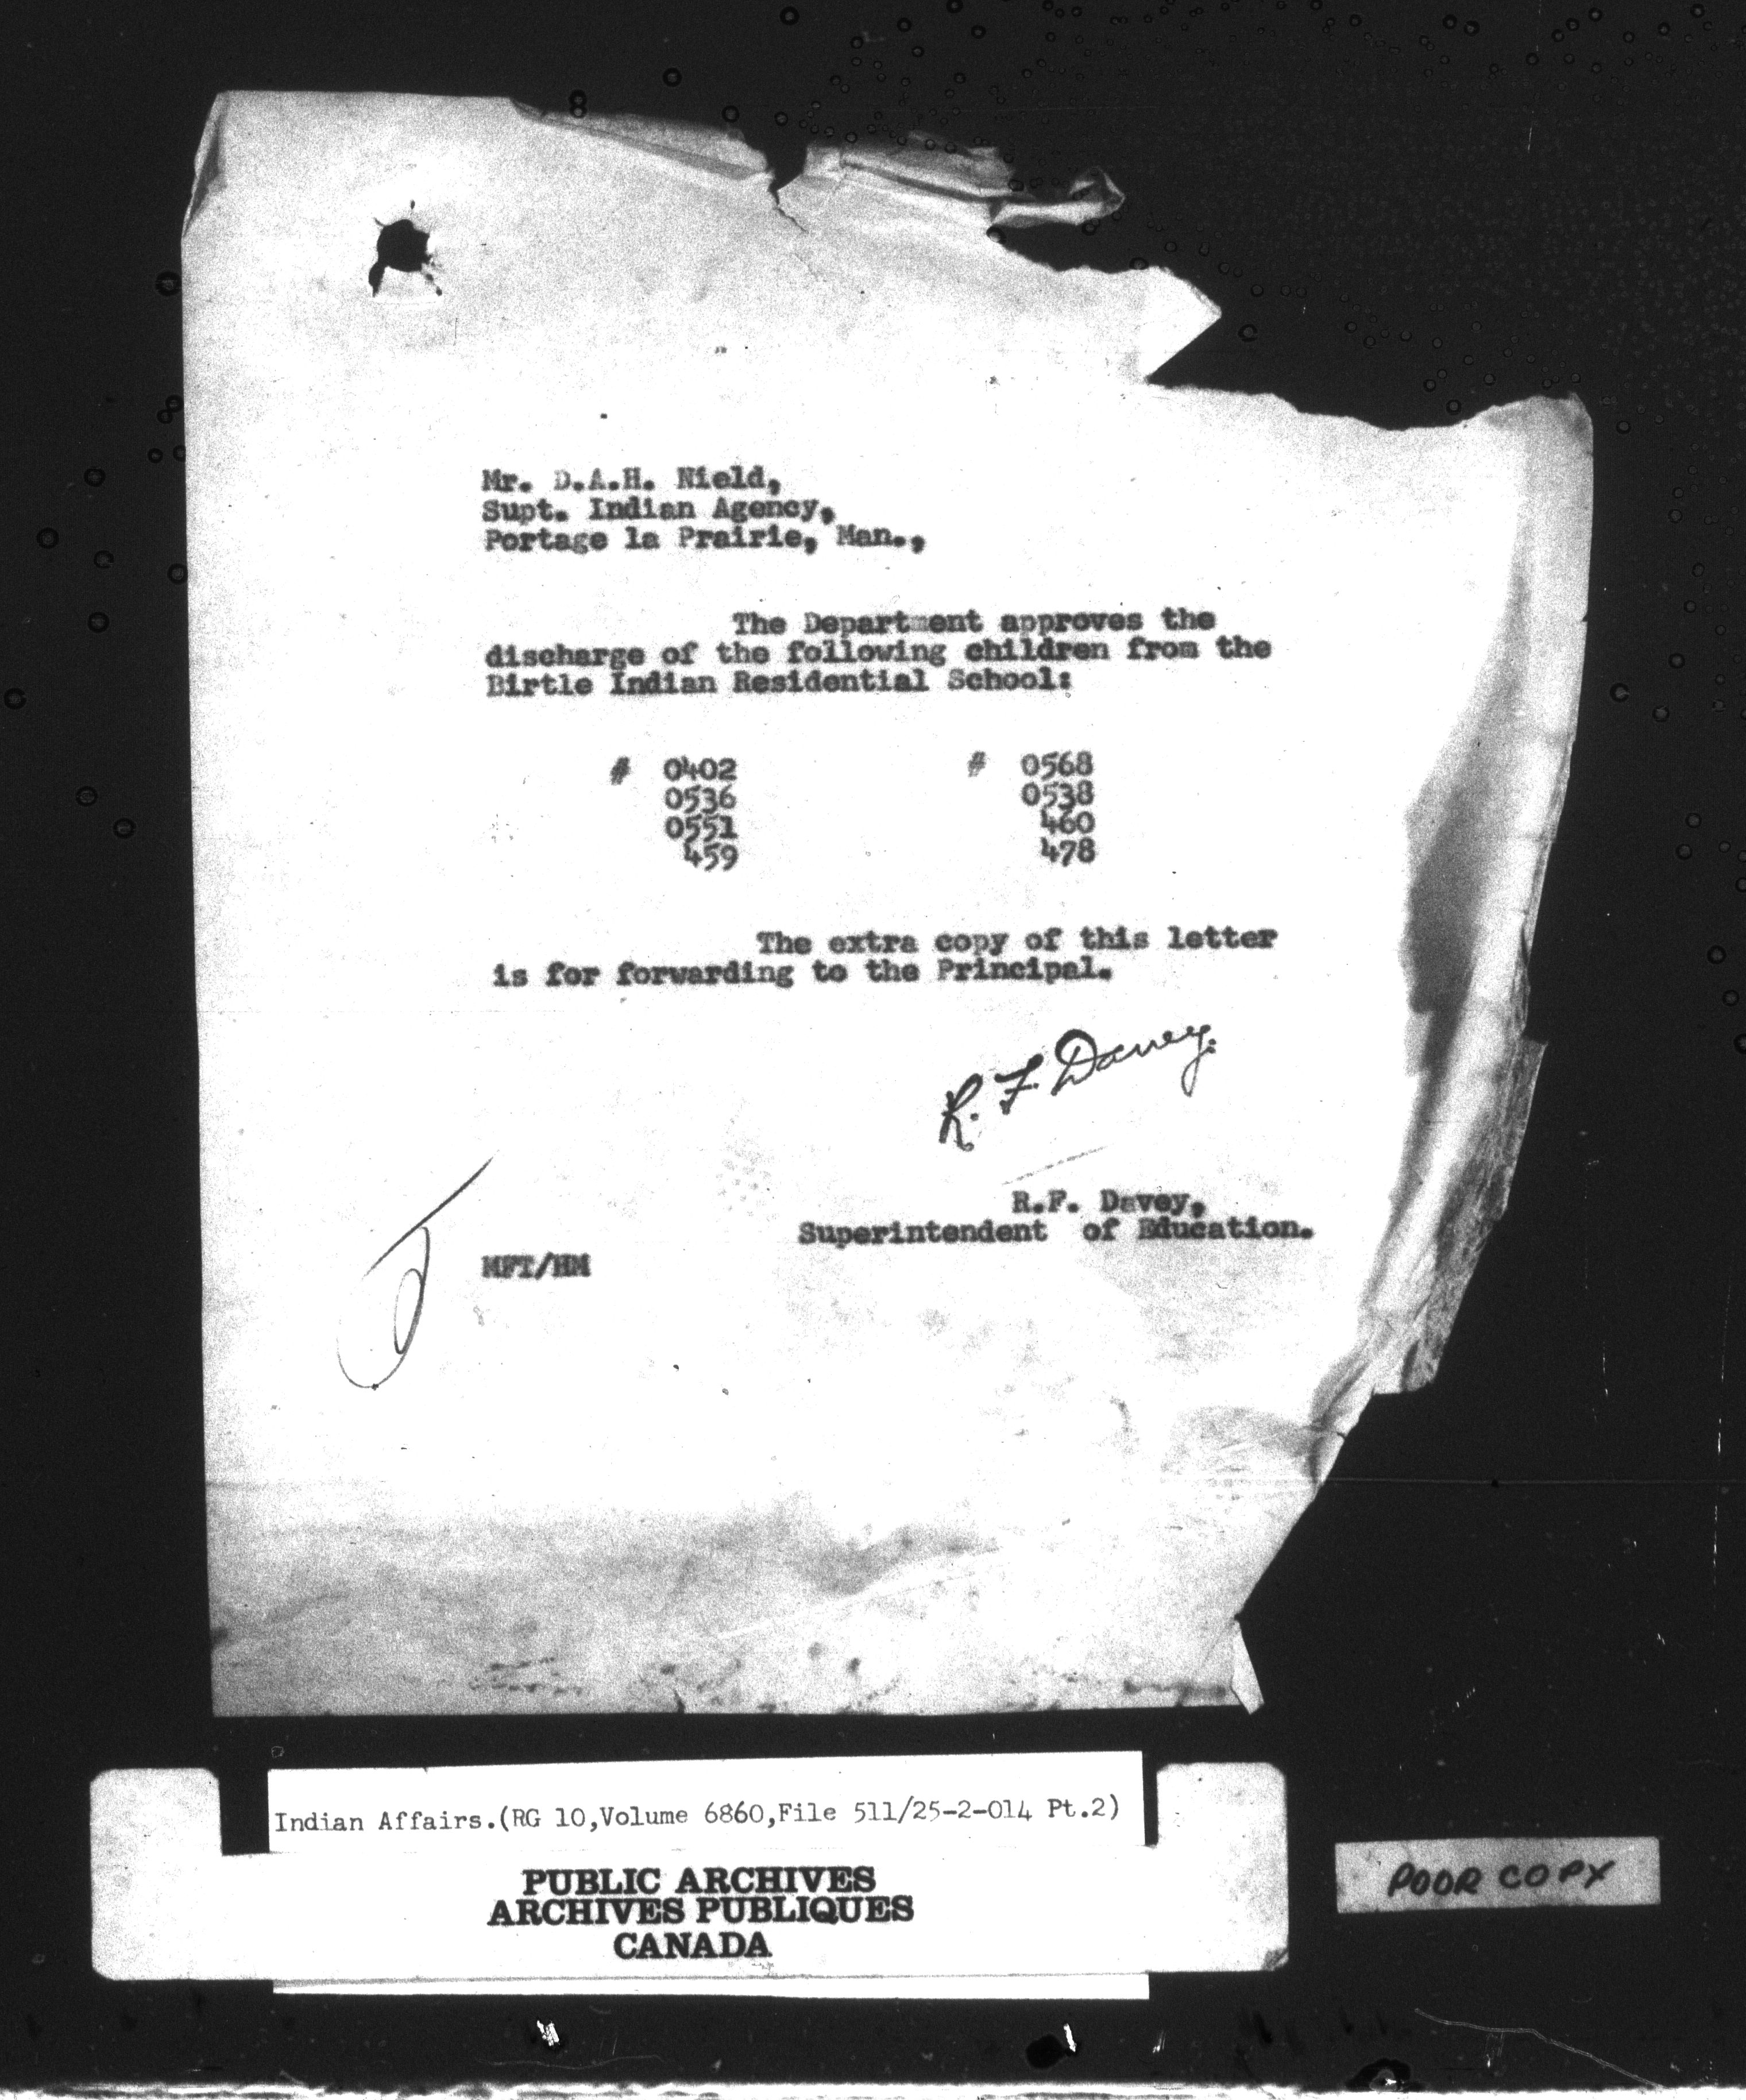 Mr. D.A.H. Nield,
Supt. Indian Agency,
Portage la Prairie, Man.,
The Department approves the
discharge of the following children from the
Birtle Indian Residential School:
# 0402 # 0568
0536 0538
0551 460
459 478
The extra copy of this letter
is for forwarding to the Principal.
R. F Davey.
R.F. Davey,
Superintendent of Education.
MFT/HM
Indian Affairs.(RG 10,Volume 6860,File 511/25-2-014 Pt.2)
PUBLIC ARCHIVES
ARCHIVES PUBLIQUES
CANADA
POOR COPY